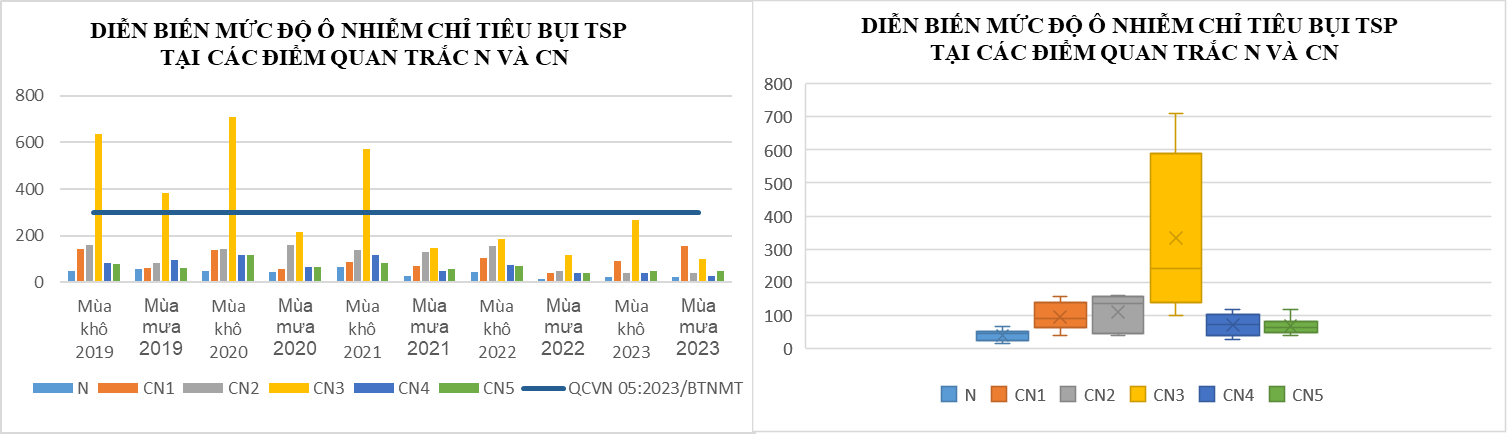 DIỄN BIẾN MỨC ĐỘ Ô NHIỄM CHỈ TIÊU BỤI TSP
TẠI CÁC ĐIỂM QUAN TRẮC N VÀ CN
800
600
400
200
0
Mùa khô 2019
Mùa mưa 2019
Mùa khô 2020
Mùa mưa 2020
Mùa khô 2021
Mùa mưa 2021
Mùa khô 2022
Mùa mưa 2022
Mùa khô 2023
Mùa mưa 2023
N CN1 CN2 CN3 CN4 CN5 QCVN 05:2023/BTNMT
DIỄN BIẾN MỨC ĐỘ Ô NHIỄM CHỈ TIÊU BỤI TSP
TẠI CÁC ĐIỂM QUAN TRẮC N VÀ CN
800
700
600
500
400
300
200
100
0
N CN1 CN2 CN3 CN4 CN5